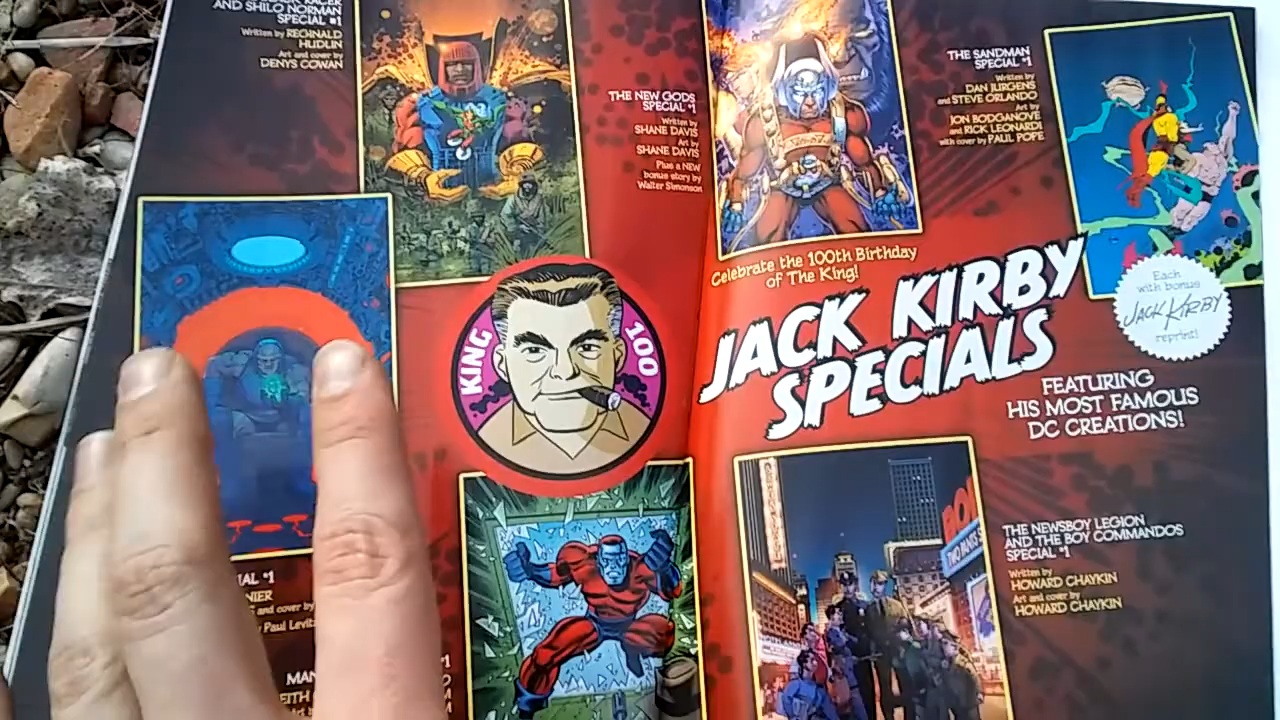 AND SHILO NORMAN
SPECIAL #1
Written by REGINALD
HUDLIN
Art and cover by
DENYS COWAN
THE NEW GODS
SPECIAL #1
Written by
SHANE DAVIS
Art by
SHANE DAVIS
Plus a NEW
bonus story by
Walter Simonson
THE SANDMAN
SPECIAL #1
Written by
DAN JURGENS
and STEVE ORLANDO
Art by
JON BOGDANOVE
and RICK LEONARDI
with cover by PAUL POPE
Celebrate the 100th Birthday
of The King!
JACK KIRBY
SPECIALS
Each
with bonus
JACK KIRBY
reprint!
FEATURING
HIS MOST FAMOUS
DC CREATIONS!
KING 100
THE NEWSBOY LEGION
AND THE BOY COMMANDOS
SPECIAL #1
Written by
HOWARD CHAYKIN
Art and cover by
HOWARD CHAYKIN
#1
and cover by
Paul